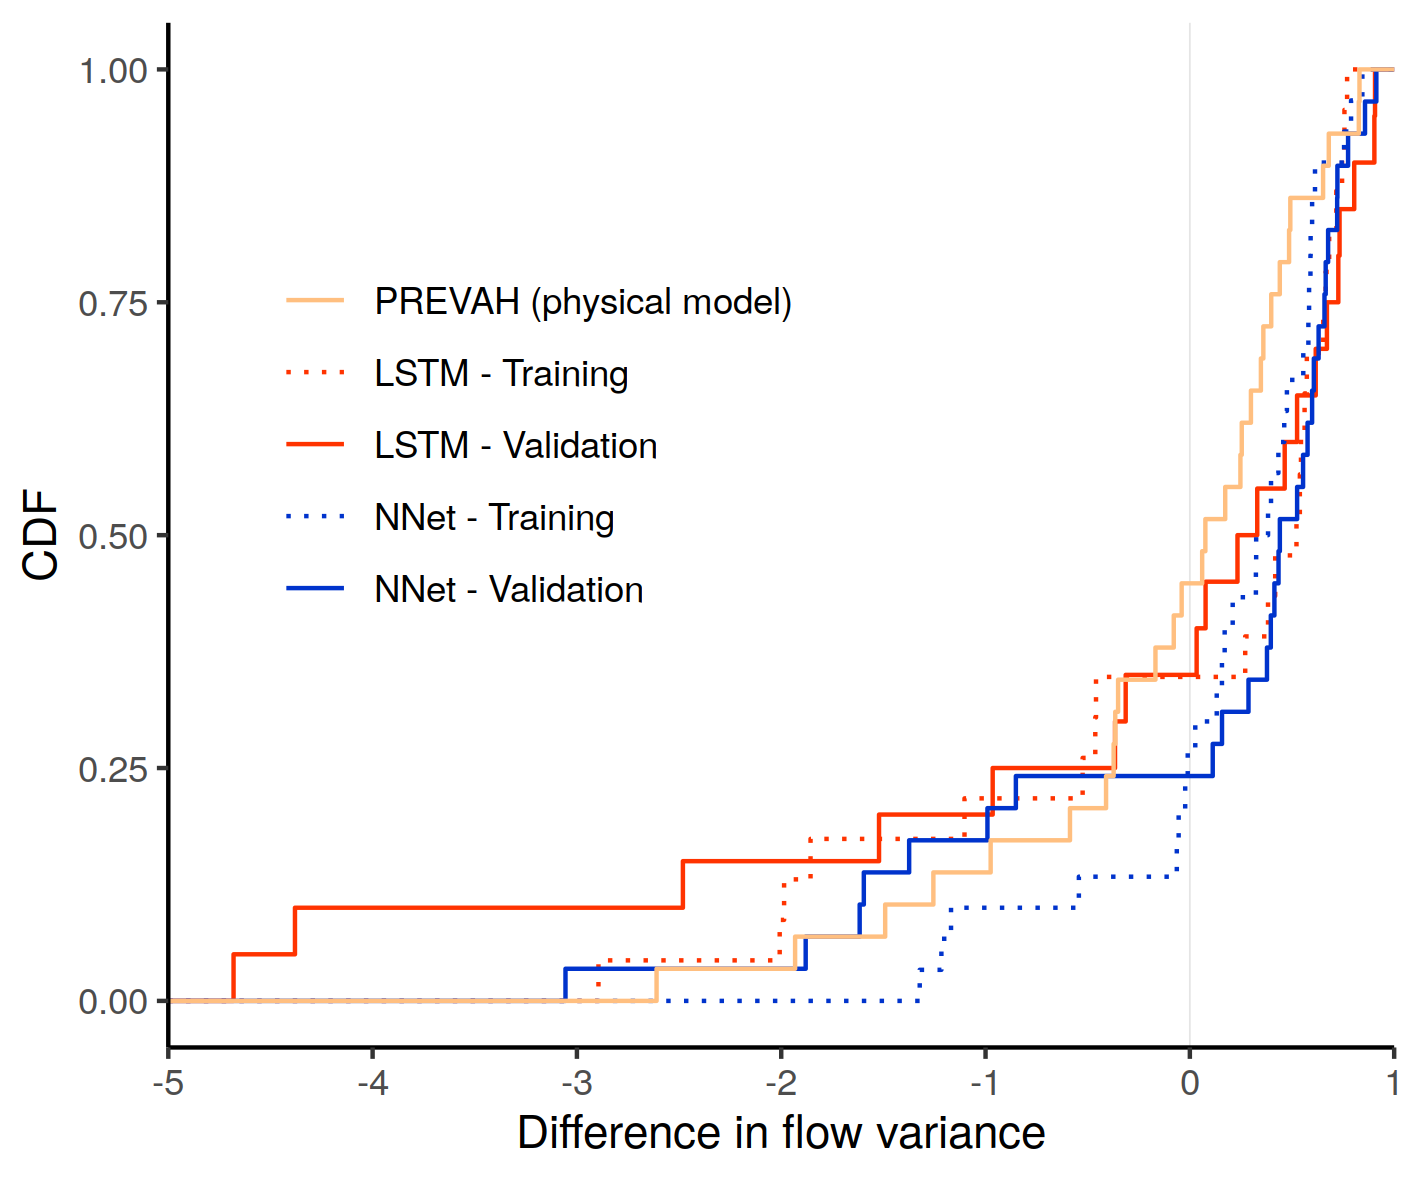 1.00
0.75
0.50
0.25
0.00
CDF
PREVAH (physical model)
LSTM - Training
LSTM - Validation
NNet - Training
NNet - Validation
-5 -4 -3 -2 -1 0 1
Difference in flow variance